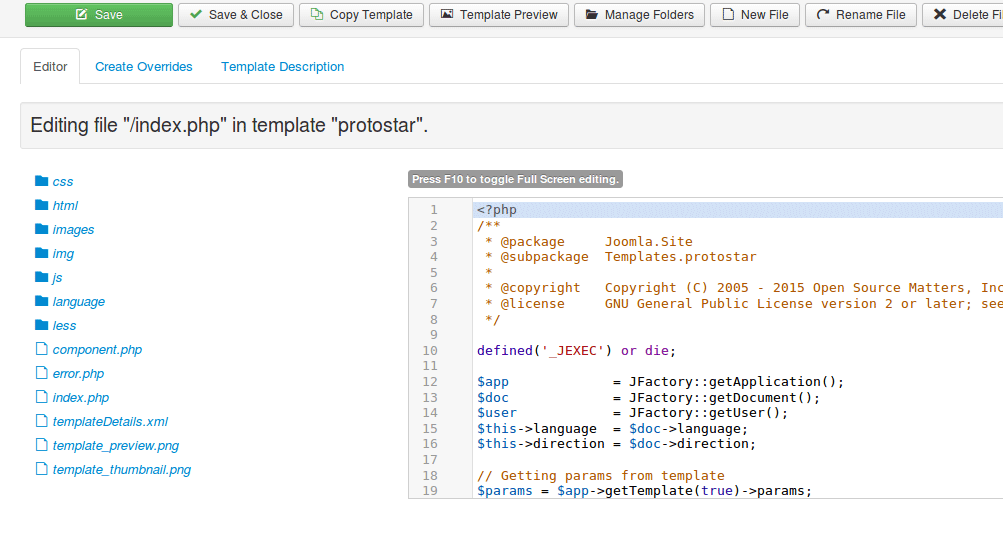 Save Save & Close Copy Template Template Preview Manage Folders New File Rename File Delete
Editor Create Overrides Template Description
Editing file "/index.php" in template "protostar".
css
html
images
img
js
language
less
component.php
error.php
index.php
templateDetails.xml
template_preview.png
template_thumbnail.png
Press F10 to toggle Full Screen editing.
1 <?php
2 /**
3 * @package Joomla.Site
4 * @subpackage Templates.protostar
5 *
6 * @copyright Copyright (C) 2005 - 2015 Open Source Matters, Inc
7 * @license GNU General Public License version 2 or later; see
8 */
9
10 defined('_JEXEC') or die;
11
12 $app = JFactory::getApplication();
13 $doc = JFactory::getDocument();
14 $user = JFactory::getUser();
15 $this->language = $doc->language;
16 $this->direction = $doc->direction;
17
18 // Getting params from template
19 $params = $app->getTemplate(true)->params;